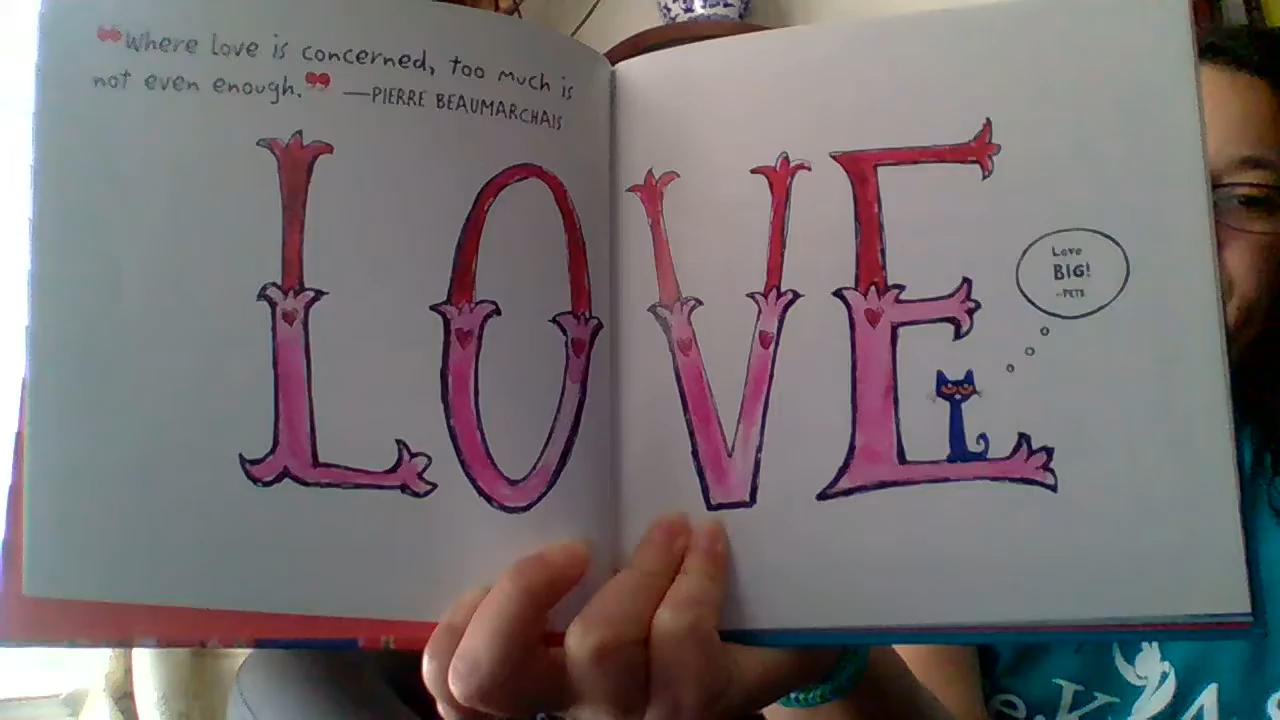 ❝Where love is concerned, too much is
not even enough.❞ —PIERRE BEAUMARCHAIS
LOVE
Love
BIG!
—PETE